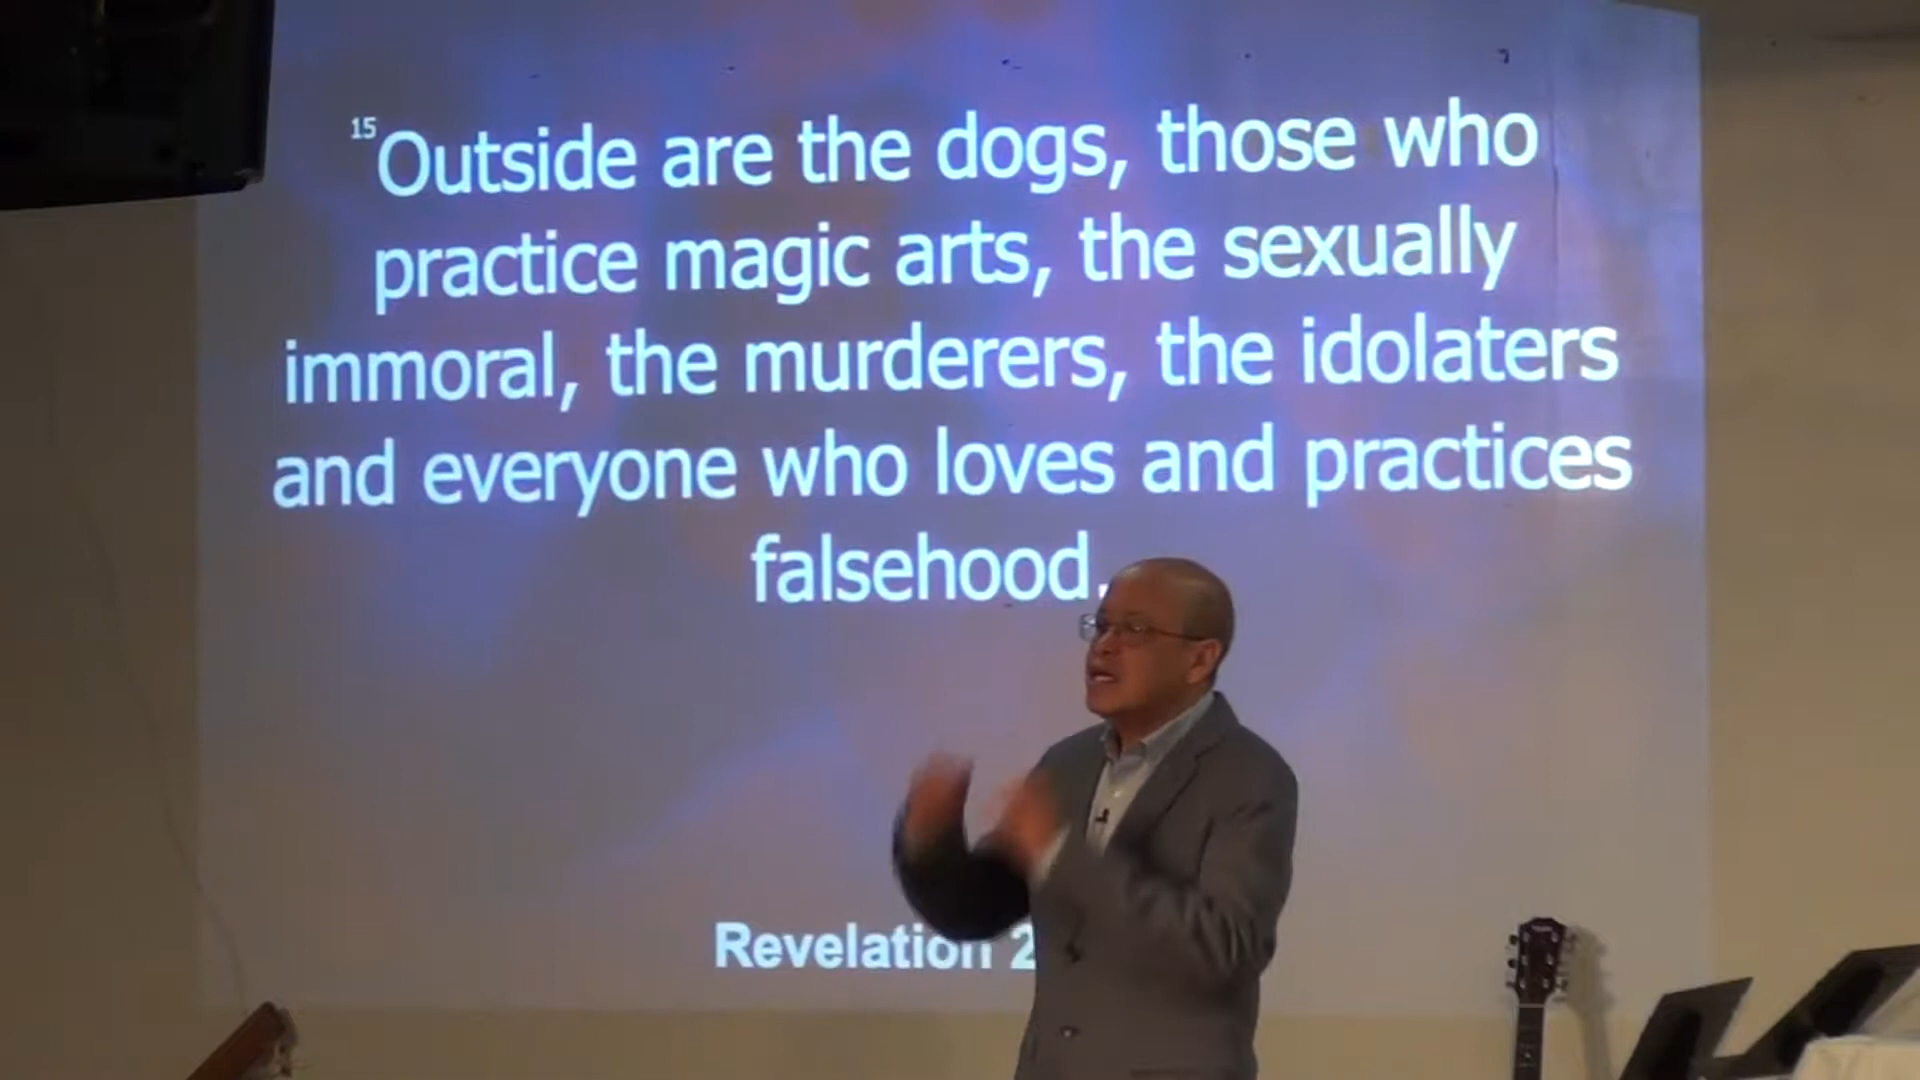 15 Outside are the dogs, those who
practice magic arts, the sexually
immoral, the murderers, the idolaters
and everyone who loves and practices
falsehood.
Revelation 2